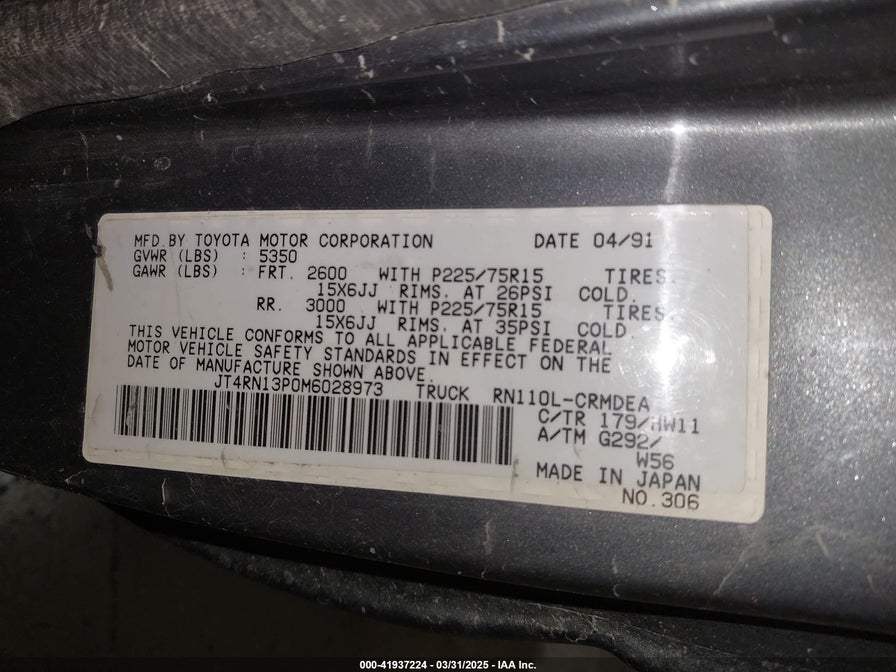 MFD. BY TOYOTA MOTOR CORPORATION DATE 04/91
GVWR (LBS) : 5350
GAWR (LBS) : FRT. 2600 WITH P225/75R15 TIRES.
15X6JJ RIMS. AT 26PSI COLD.
RR. 3000 WITH P225/75R15 TIRES.
15X6JJ RIMS. AT 35PSI COLD.
THIS VEHICLE CONFORMS TO ALL APPLICABLE FEDERAL
MOTOR VEHICLE SAFETY STANDARDS IN EFFECT ON THE
DATE OF MANUFACTURE SHOWN ABOVE.
JT4RN13P0M6028973 TRUCK RN110L-CRMDEA
C/TR 179/HW11
A/TM G292/
W56
MADE IN JAPAN
NO.306
000-41937224 - 03/31/2025 - IAA Inc.